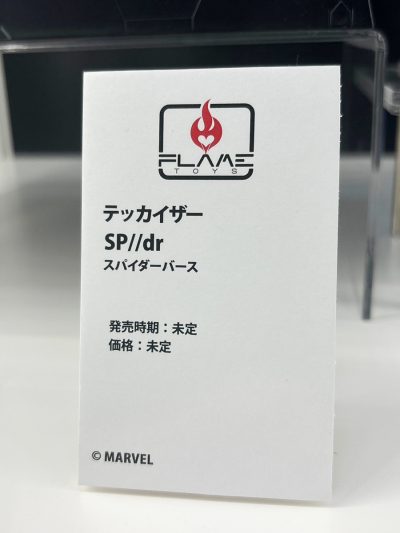 FLAME
TOYS
テッカイザー
SP//dr
スパイダーバース
発売時期：未定
価格：未定
© MARVEL